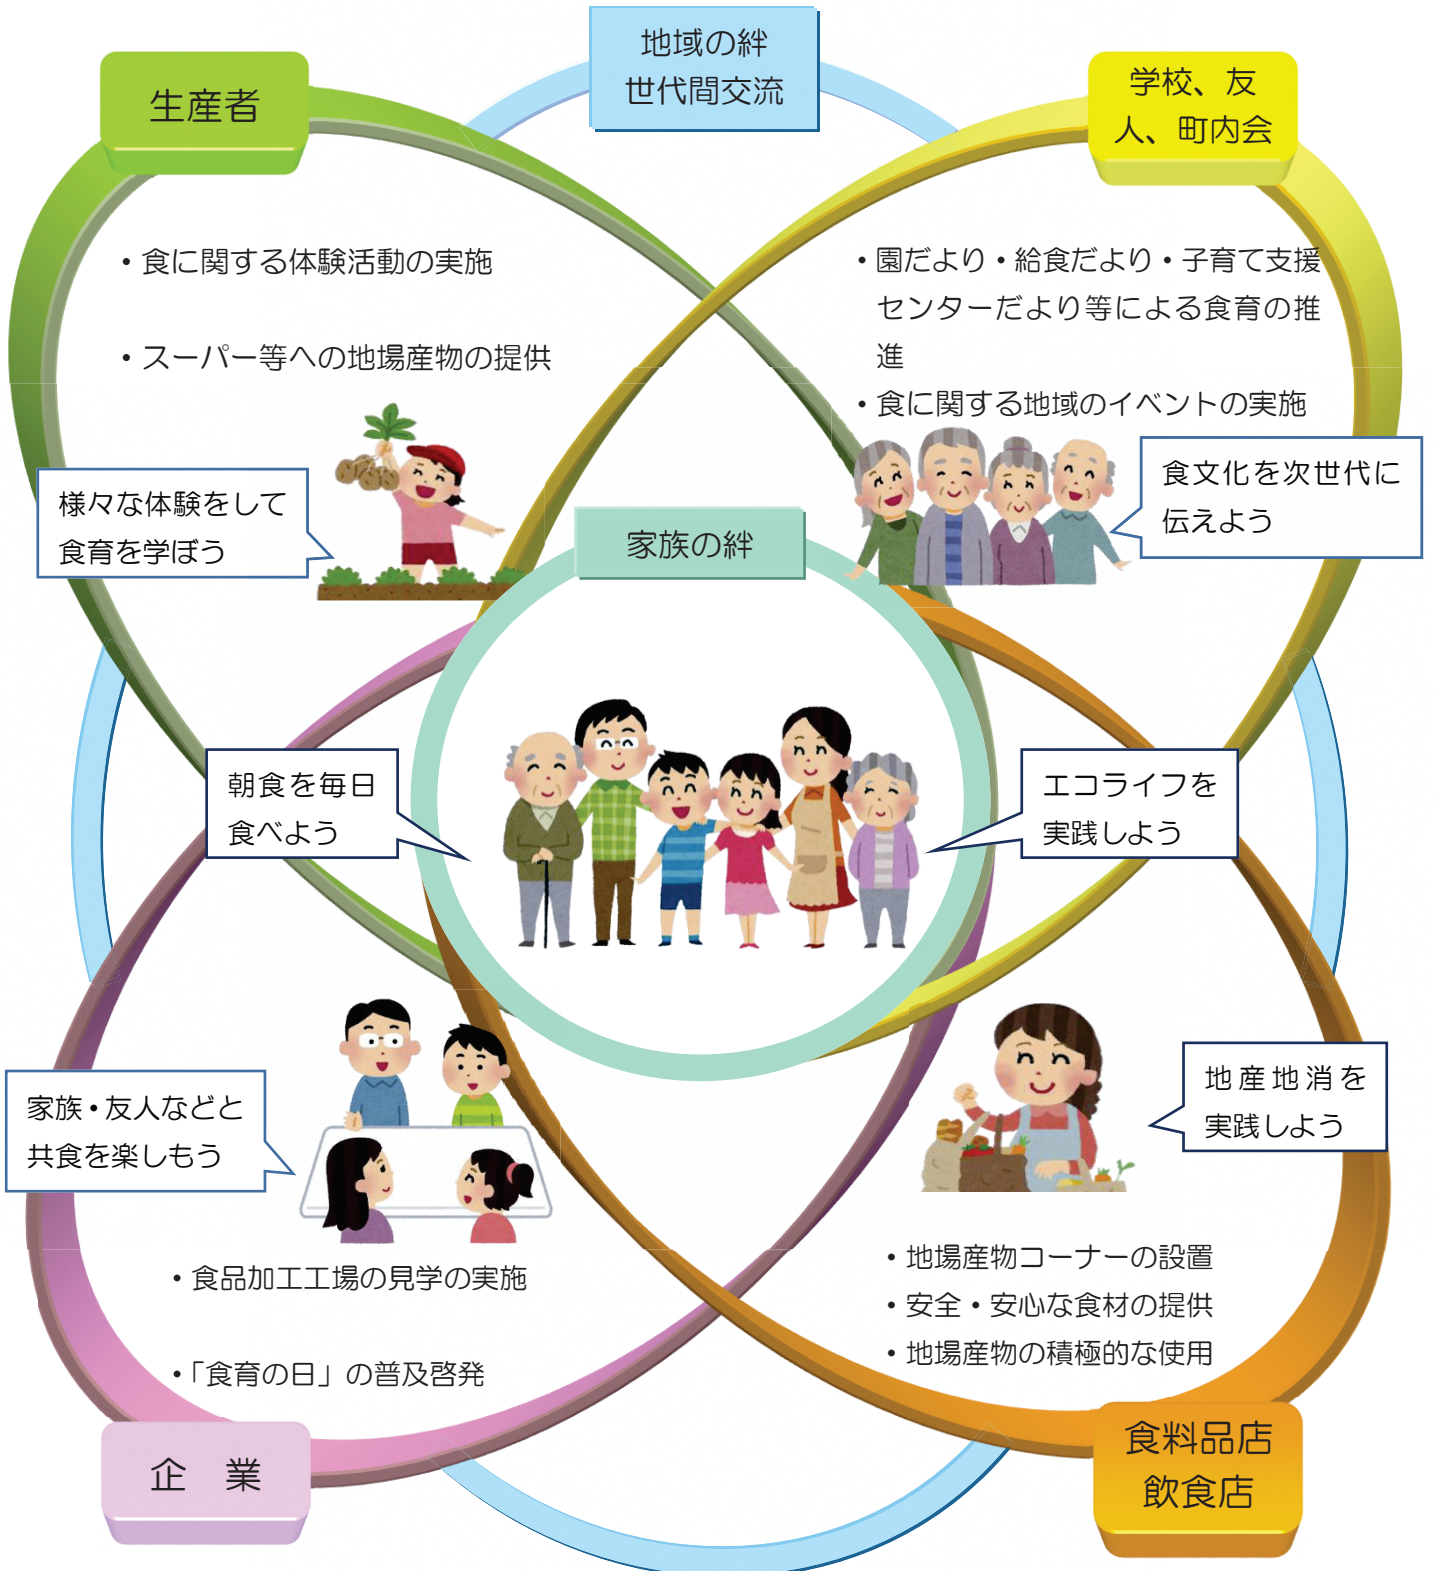 地域の絆
世代間交流
生産者
学校、友
人、町内会
・食に関する体験活動の実施
・スーパー等への地場産物の提供
・園だより・給食だより・子育て支援
センターだより等による食育の推
進
・食に関する地域のイベントの実施
様々な体験をして
食育を学ぼう
食文化を次世代に
伝えよう
家族の絆
朝食を毎日
食べよう
エコライフを
実践しよう
家族・友人などと
共食を楽しもう
地産地消を
実践しよう
・食品加工工場の見学の実施
・「食育の日」の普及啓発
・地場産物コーナーの設置
・安全・安心な食材の提供
・地場産物の積極的な使用
企　業
食料品店
飲食店